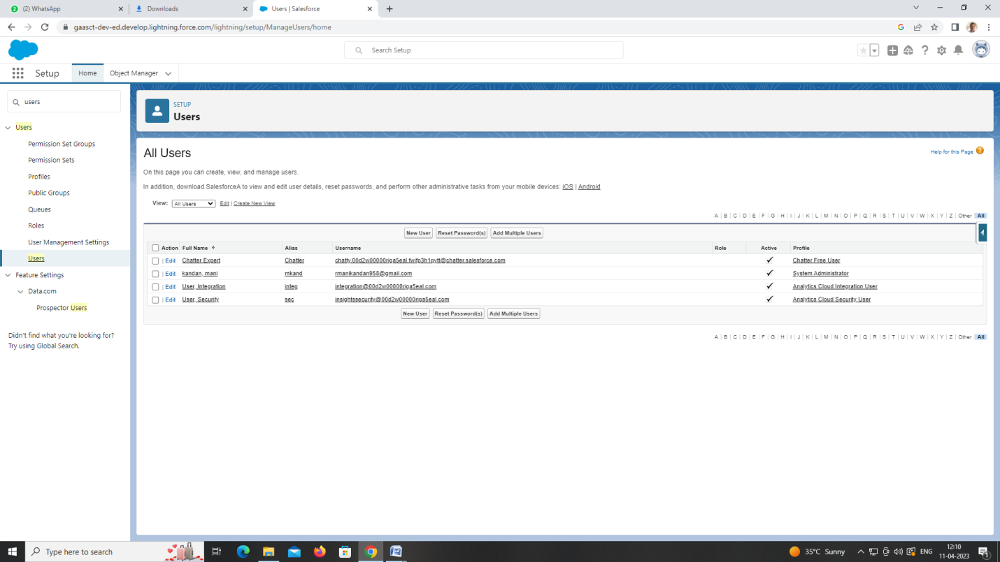 (2) WhatsApp
Downloads
Users | Salesforce
gaasct-dev-ed.develop.lightning.force.com/lightning/setup/ManageUsers/home
Search Setup
Setup
Home
Object Manager
users
Users
Permission Set Groups
Permission Sets
Profiles
Public Groups
Queues
Roles
User Management Settings
Users
Feature Settings
Data.com
Prospector Users
Didn't find what you're looking for?
Try using Global Search.
SETUP
Users
All Users
Help for this Page
On this page you can create, view, and manage users.
In addition, download SalesforceA to view and edit user details, reset passwords, and perform other administrative tasks from your mobile devices: iOS | Android
View: All Users Edit | Create New View
A | B | C | D | E | F | G | H | I | J | K | L | M | N | O | P | Q | R | S | T | U | V | W | X | Y | Z | Other All
New User Reset Password(s) Add Multiple Users
Action Full Name ↑ Alias Username Role Active Profile
| Edit Chatter Expert Chatter chatty.00d2w00000riga5eal.fwifp3h1qytt@chatter.salesforce.com ✓ Chatter Free User
| Edit kandan, mani mkand rmanikandan958@gmail.com ✓ System Administrator
| Edit User, Integration integ integration@00d2w00000riga5eal.com ✓ Analytics Cloud Integration User
| Edit User, Security sec insightssecurity@00d2w00000riga5eal.com ✓ Analytics Cloud Security User
New User Reset Password(s) Add Multiple Users
A | B | C | D | E | F | G | H | I | J | K | L | M | N | O | P | Q | R | S | T | U | V | W | X | Y | Z | Other All
Type here to search
35°C Sunny
ENG
12:10
11-04-2023
1